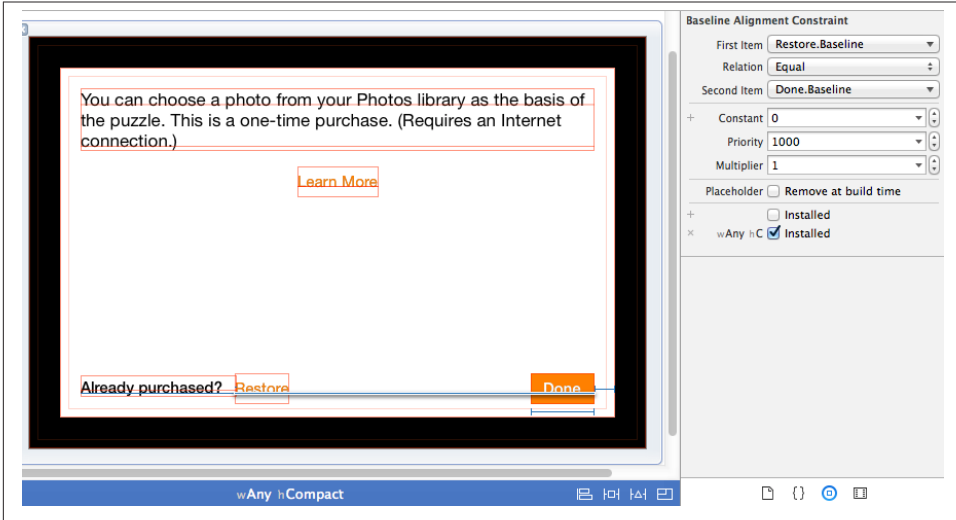 Baseline Alignment Constraint
First Item Restore.Baseline
Relation Equal
Second Item Done.Baseline
+ Constant 0
Priority 1000
Multiplier 1
Placeholder Remove at build time
+ Installed
× wAny hC Installed
You can choose a photo from your Photos library as the basis of
the puzzle. This is a one-time purchase. (Requires an Internet
connection.)
Learn More
Already purchased? Restore Done
wAny hCompact